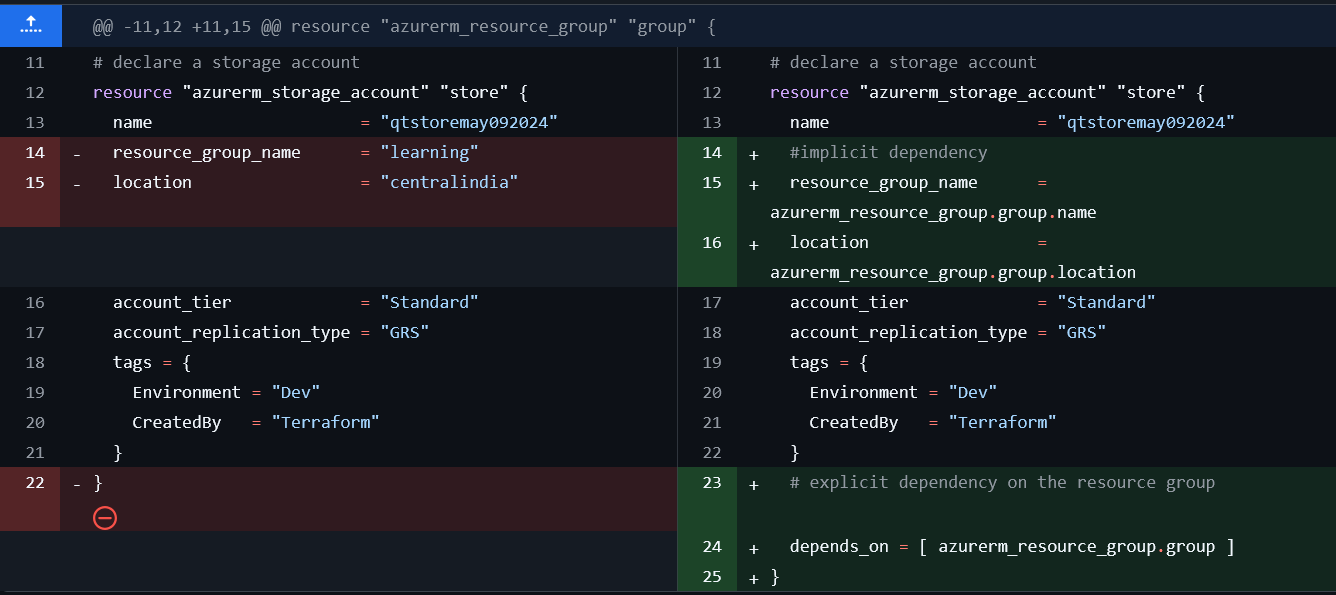 @@ -11,12 +11,15 @@ resource "azurerm_resource_group" "group" {
11 # declare a storage account
12 resource "azurerm_storage_account" "store" {
13 name = "qtstoremay092024"
14 - resource_group_name = "learning"
15 - location = "centralindia"
16 account_tier = "Standard"
17 account_replication_type = "GRS"
18 tags = {
19 Environment = "Dev"
20 CreatedBy = "Terraform"
21 }
22 - }
11 # declare a storage account
12 resource "azurerm_storage_account" "store" {
13 name = "qtstoremay092024"
14 + #implicit dependency
15 + resource_group_name =
azurerm_resource_group.group.name
16 + location =
azurerm_resource_group.group.location
17 account_tier = "Standard"
18 account_replication_type = "GRS"
19 tags = {
20 Environment = "Dev"
21 CreatedBy = "Terraform"
22 }
23 + # explicit dependency on the resource group
24 + depends_on = [ azurerm_resource_group.group ]
25 + }